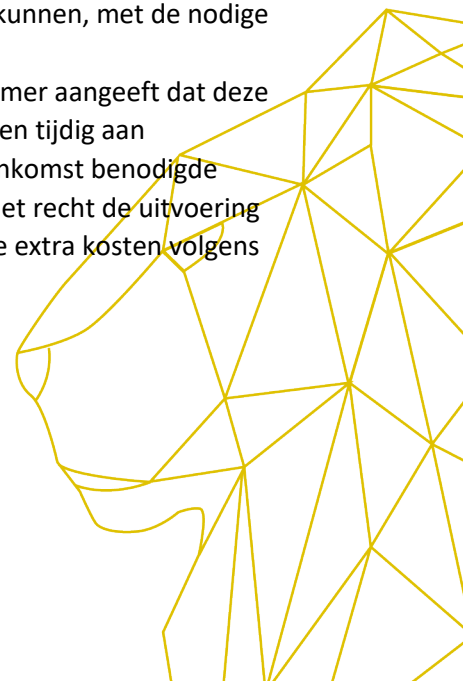 kunnen, met de nodige
mer aangeeft dat deze
en tijdig aan
nkomst benodigde
et recht de uitvoering
e extra kosten volgens